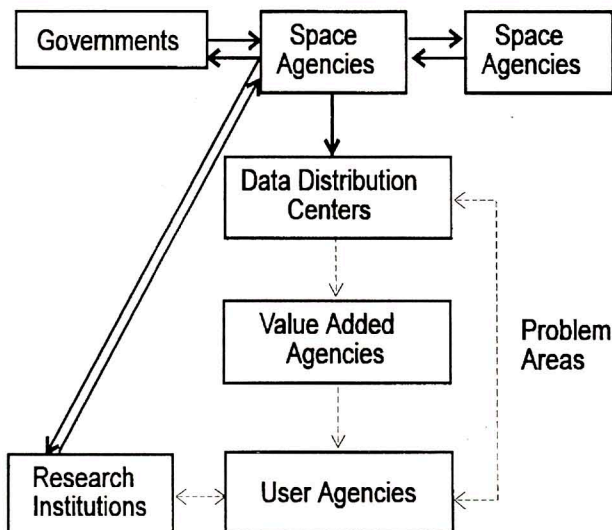 Governments
Space
Agencies
Space
Agencies
Data Distribution
Centers
Value Added
Agencies
Problem
Areas
Research
Institutions
User Agencies